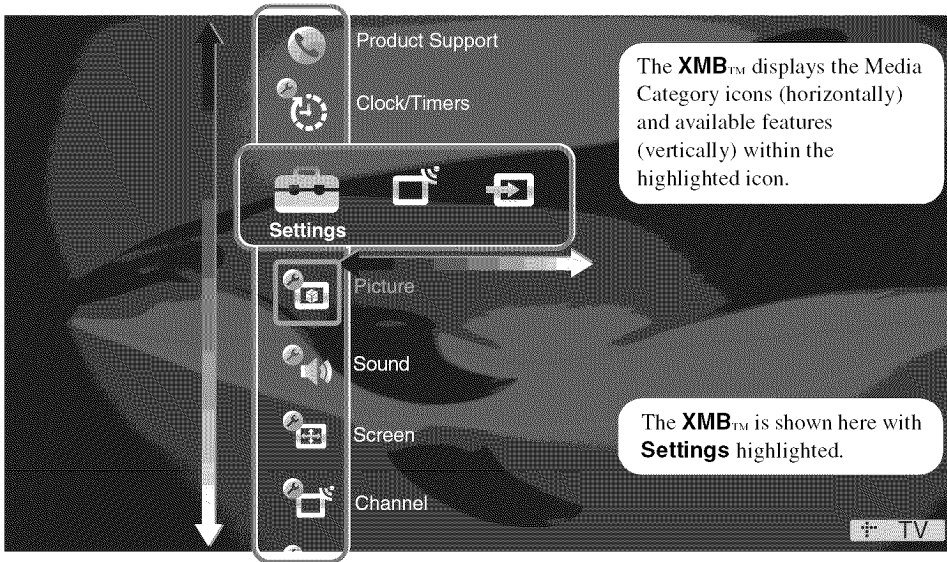 Product Support
Clock/Timers
The XMB™ displays the Media
Category icons (horizontally)
and available features
(vertically) within the
highlighted icon.
Settings
Picture
Sound
Screen
Channel
The XMB™ is shown here with
Settings highlighted.
TV